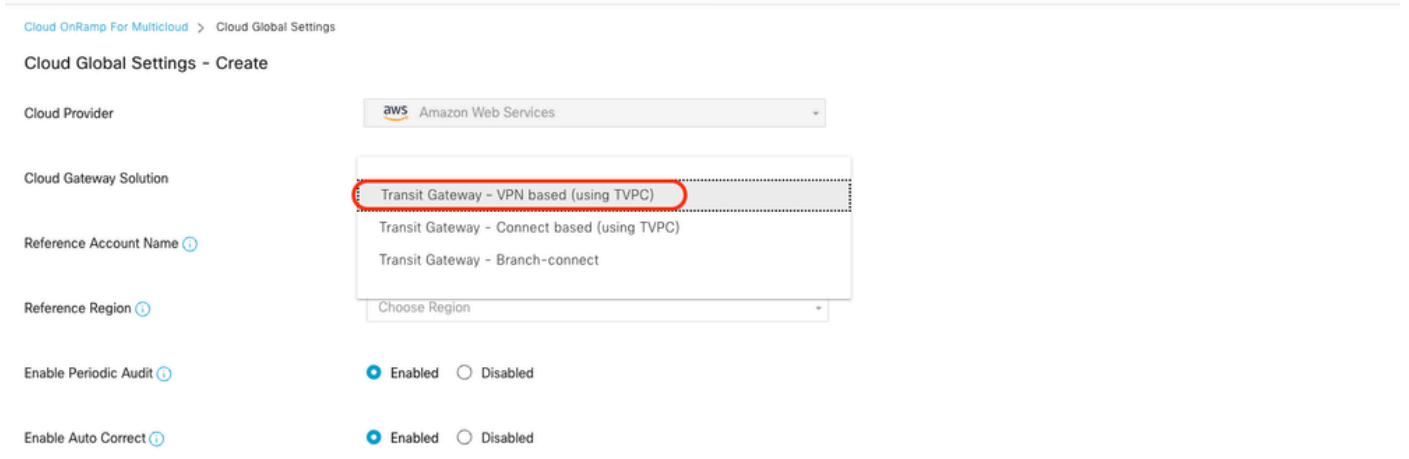 Cloud OnRamp For Multicloud > Cloud Global Settings
Cloud Global Settings - Create
Cloud Provider
aws Amazon Web Services
Cloud Gateway Solution
Transit Gateway - VPN based (using TVPC)
Transit Gateway - Connect based (using TVPC)
Reference Account Name
Transit Gateway - Branch-connect
Reference Region
Choose Region
Enable Periodic Audit
Enabled Disabled
Enable Auto Correct
Enabled Disabled